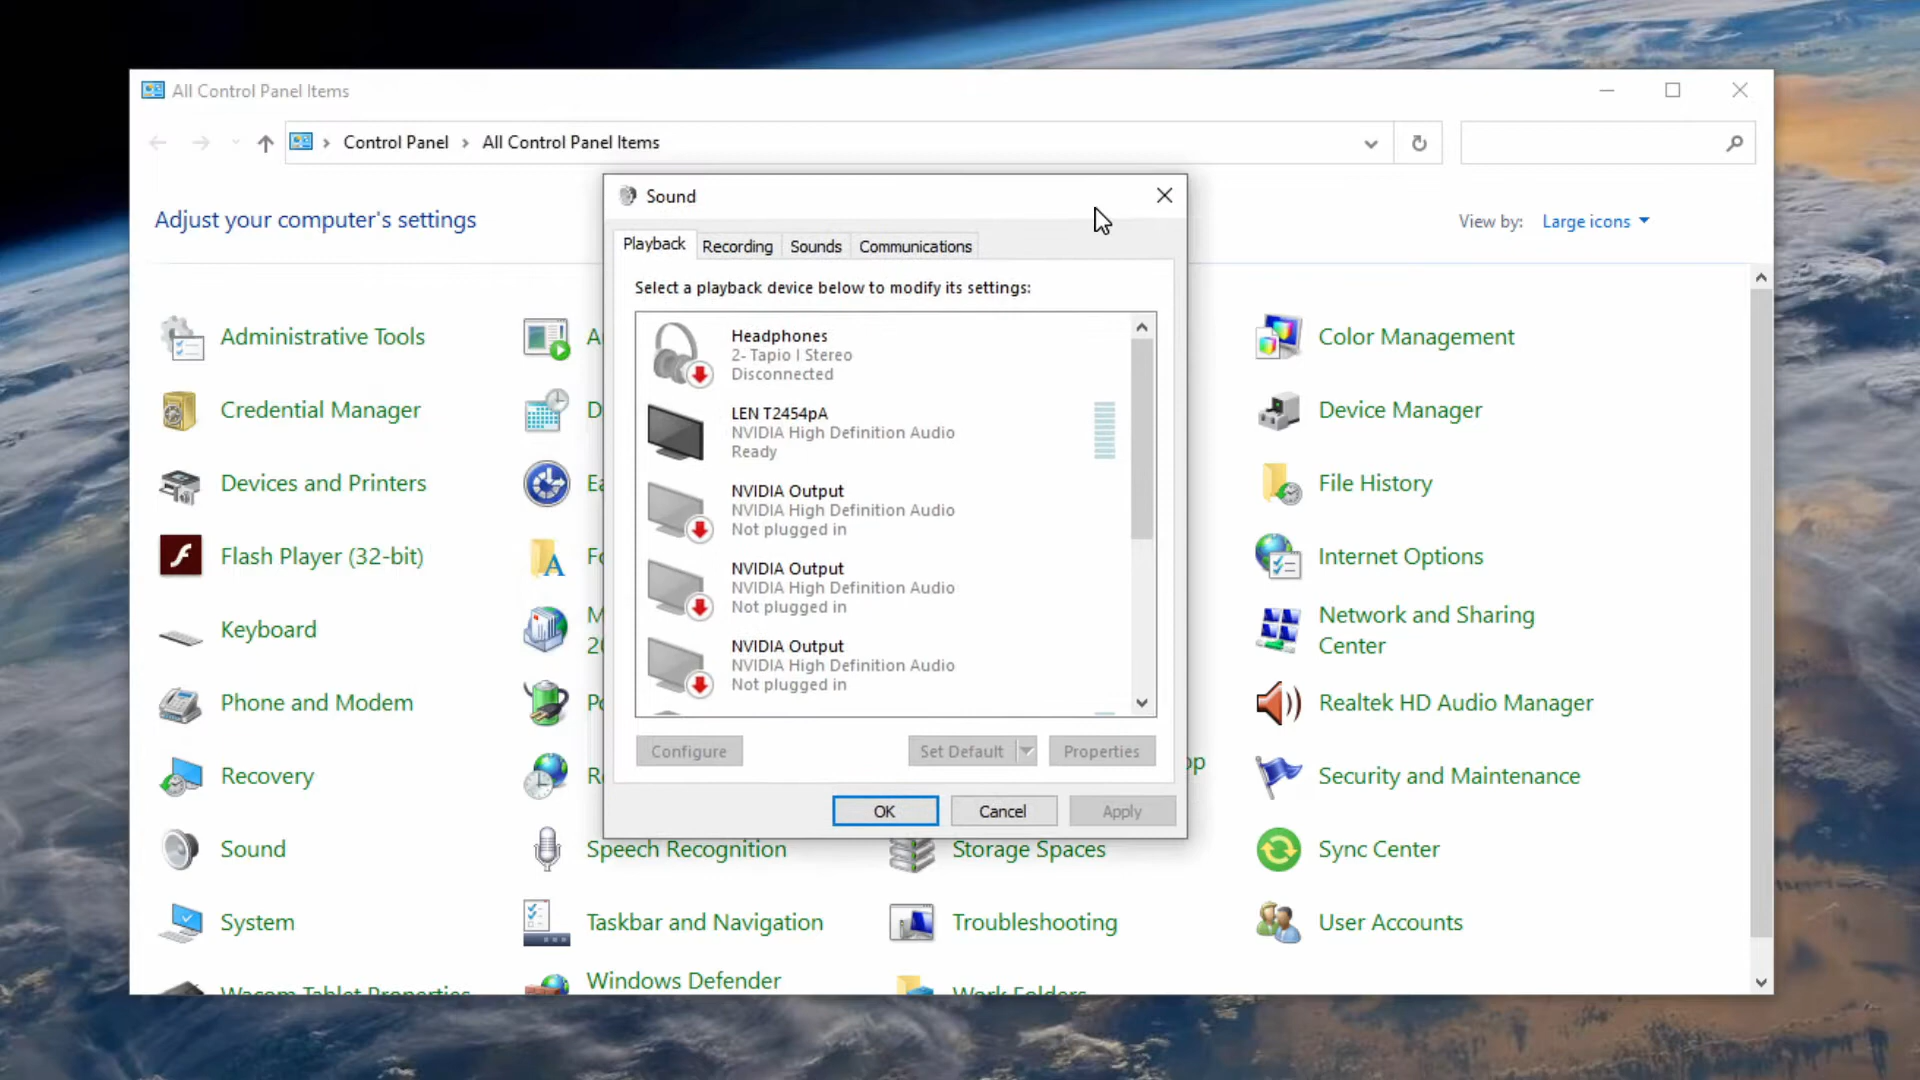 All Control Panel Items
Control Panel
All Control Panel Items
Adjust your computer's settings
View by: Large icons
Sound
Playback
Recording
Sounds
Communications
Select a playback device below to modify its settings:
Headphones
2- Tapio I Stereo
Disconnected
LEN T2454pA
NVIDIA High Definition Audio
Ready
NVIDIA Output
NVIDIA High Definition Audio
Not plugged in
NVIDIA Output
NVIDIA High Definition Audio
Not plugged in
NVIDIA Output
NVIDIA High Definition Audio
Not plugged in
Configure
Set Default
Properties
OK
Cancel
Apply
Administrative Tools
Color Management
Credential Manager
Device Manager
Devices and Printers
File History
Flash Player (32-bit)
Internet Options
Keyboard
Network and Sharing
Center
Phone and Modem
Realtek HD Audio Manager
Recovery
Security and Maintenance
Sound
Speech Recognition
Storage Spaces
Sync Center
System
Taskbar and Navigation
Troubleshooting
User Accounts
Wacom Tablet Properties
Windows Defender
Work Folders